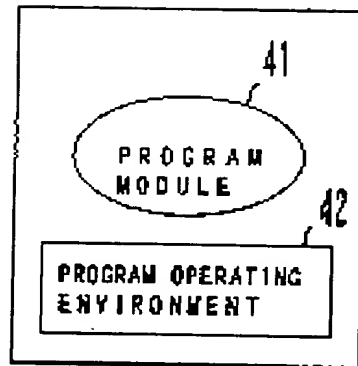 41
PROGRAM
MODULE
42
PROGRAM OPERATING
ENVIRONMENT